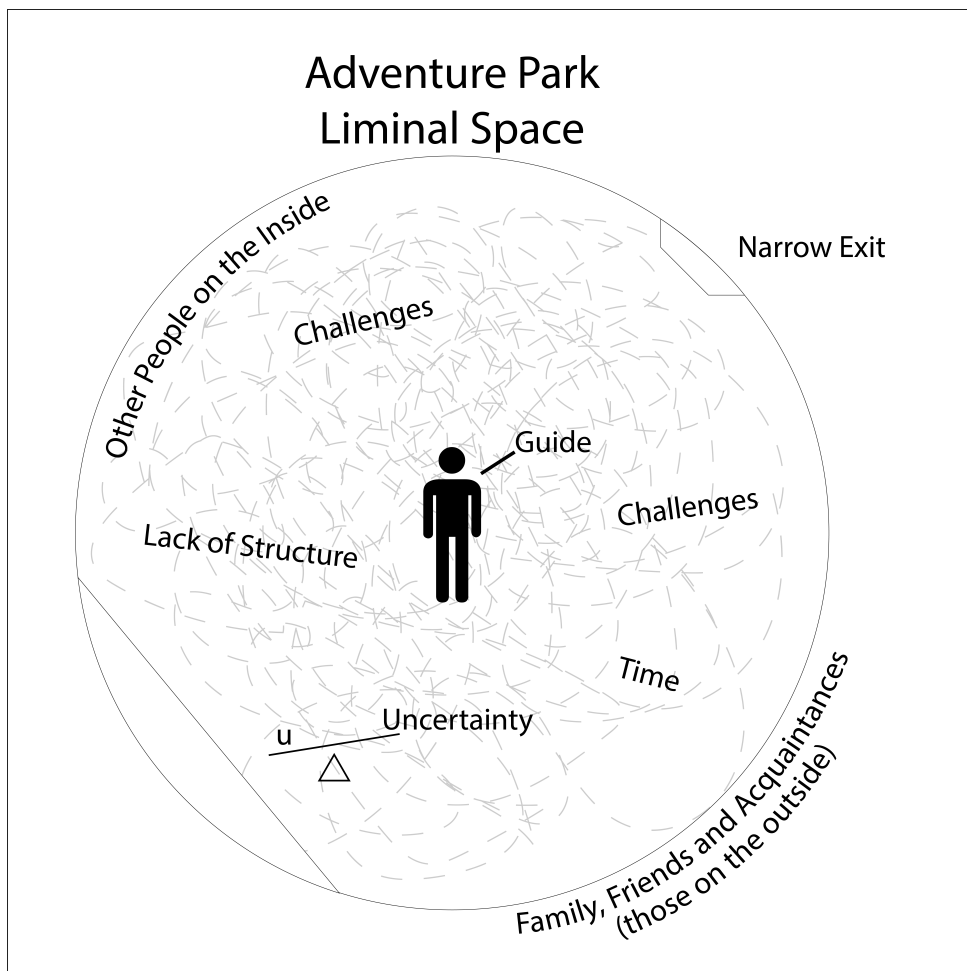 Adventure Park
Liminal Space
Other People on the Inside
Narrow Exit
Challenges
Guide
Challenges
Lack of Structure
Time
Uncertainty
u
Family, Friends and Acquaintances
(those on the outside)